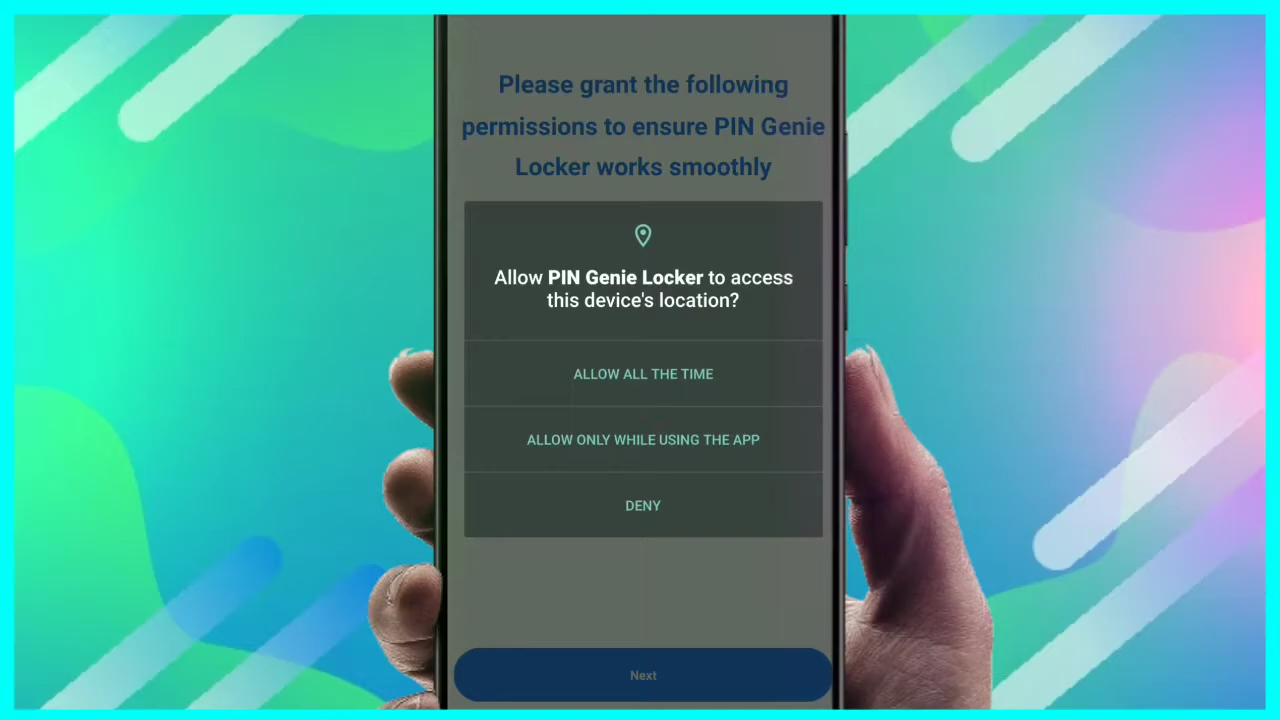 Please grant the following
permissions to ensure PIN Genie
Locker works smoothly
Allow PIN Genie Locker to access
this device's location?
ALLOW ALL THE TIME
ALLOW ONLY WHILE USING THE APP
DENY
Next